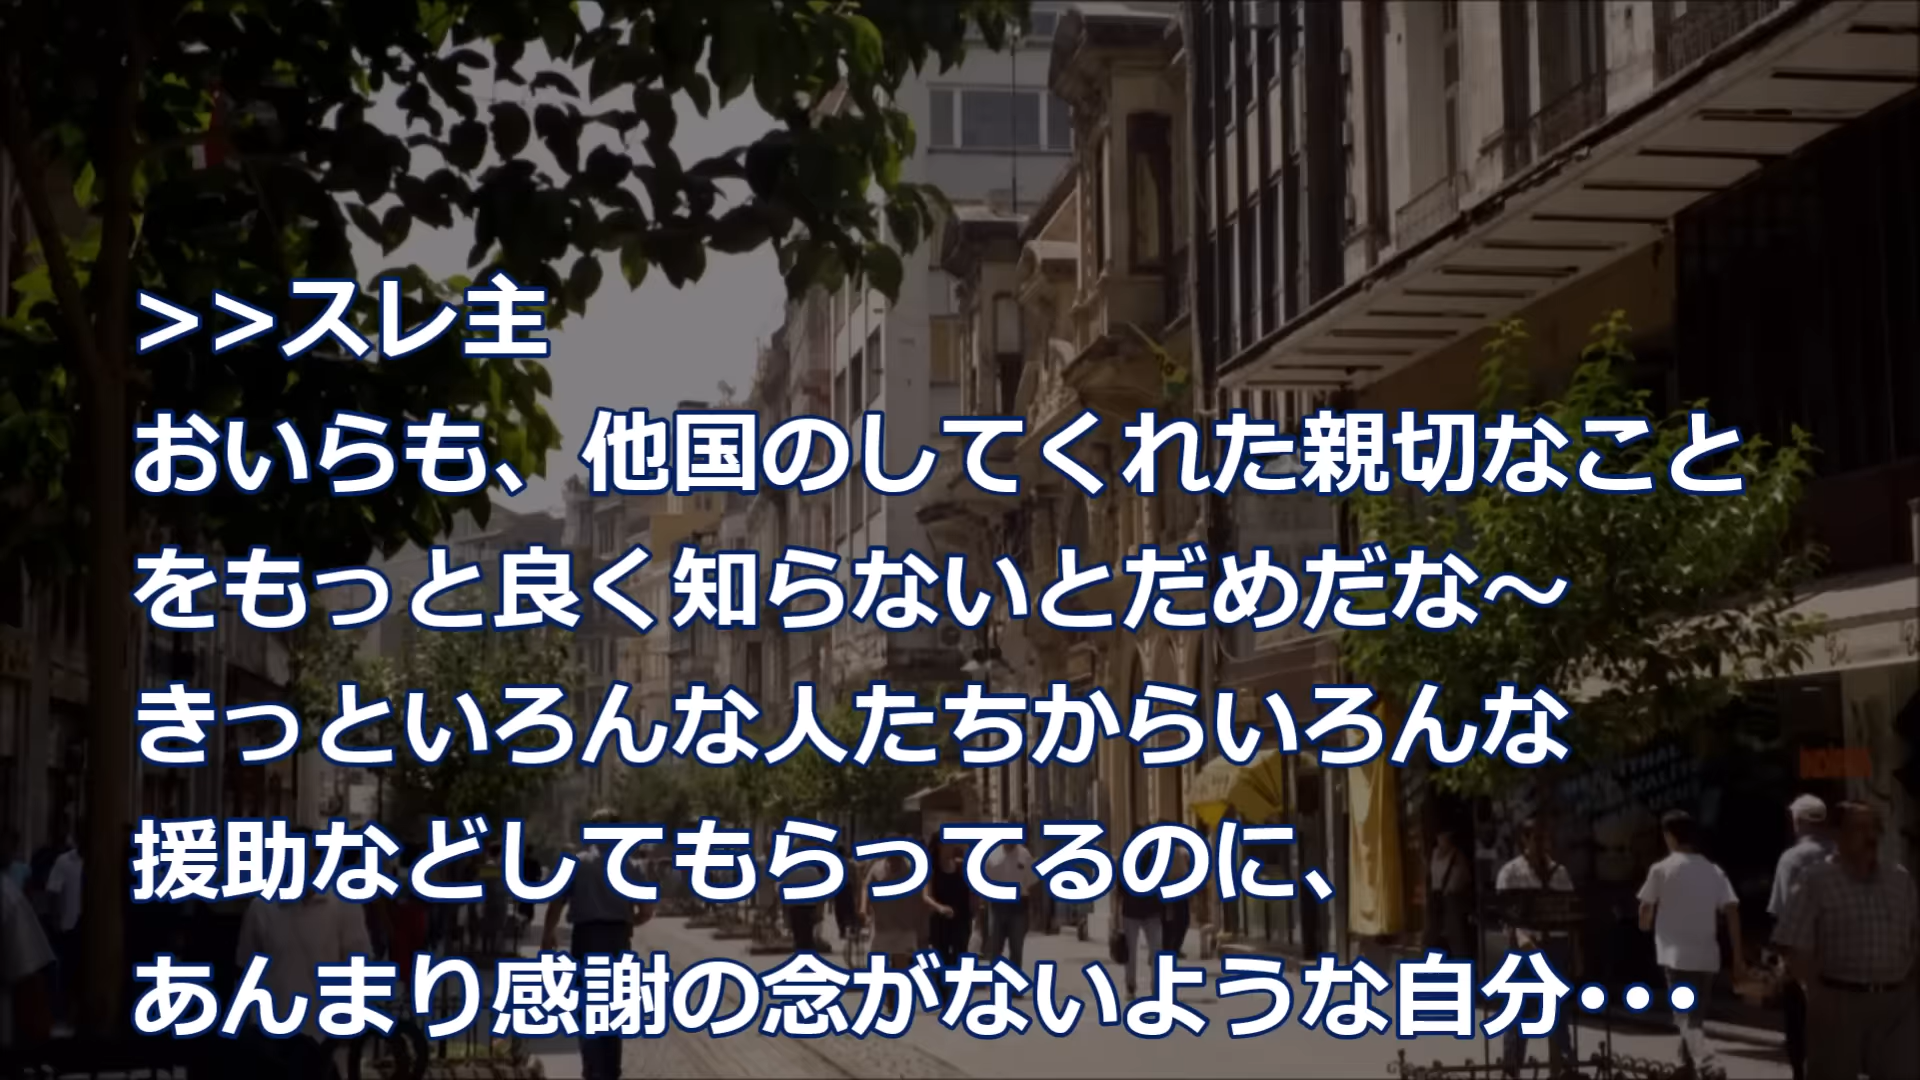 >>スレ主
おいらも、他国のしてくれた親切なこと
をもっと良く知らないとだめだな～
きっといろんな人たちからいろんな
援助などしてもらってるのに、
あんまり感謝の念がないような自分･･･